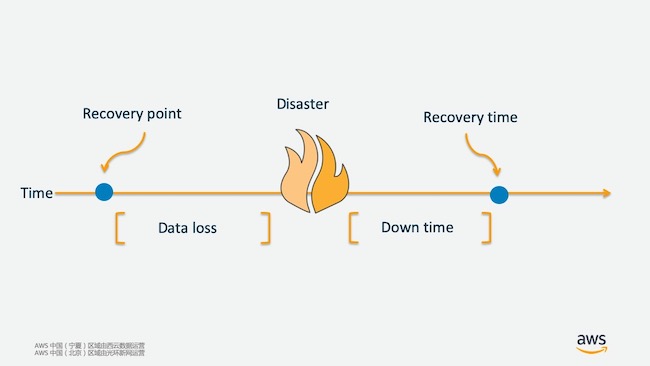 Disaster
Recovery point
Recovery time
Time
Data loss
Down time
AWS 中国（宁夏）区域由西云数据运营
AWS 中国（北京）区域由光环新网运营
aws